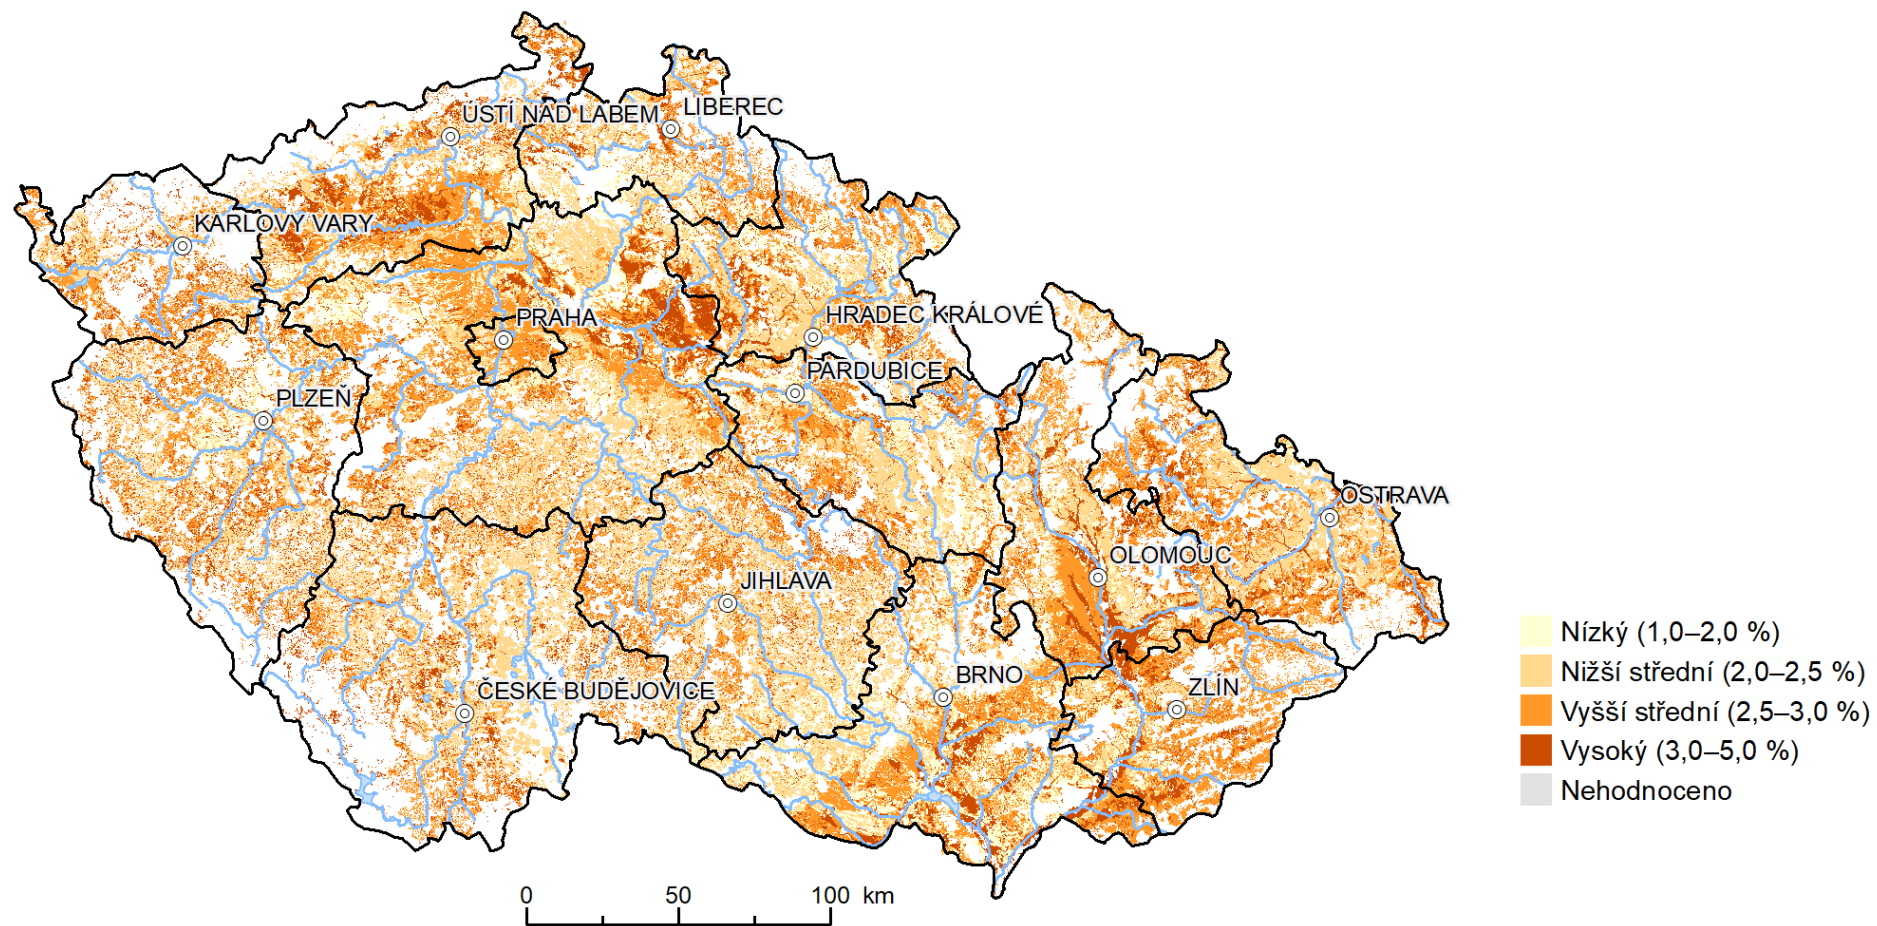 ÚSTÍ NAD LABEM
LIBEREC
KARLOVY VARY
PRAHA
HRADEC KRÁLOVÉ
PARDUBICE
PLZEŇ
OSTRAVA
OLOMOUC
JIHLAVA
BRNO
ČESKÉ BUDĚJOVICE
ZLÍN
Nízký (1,0–2,0 %)
Nižší střední (2,0–2,5 %)
Vyšší střední (2,5–3,0 %)
Vysoký (3,0–5,0 %)
Nehodnoceno
0 50 100 km